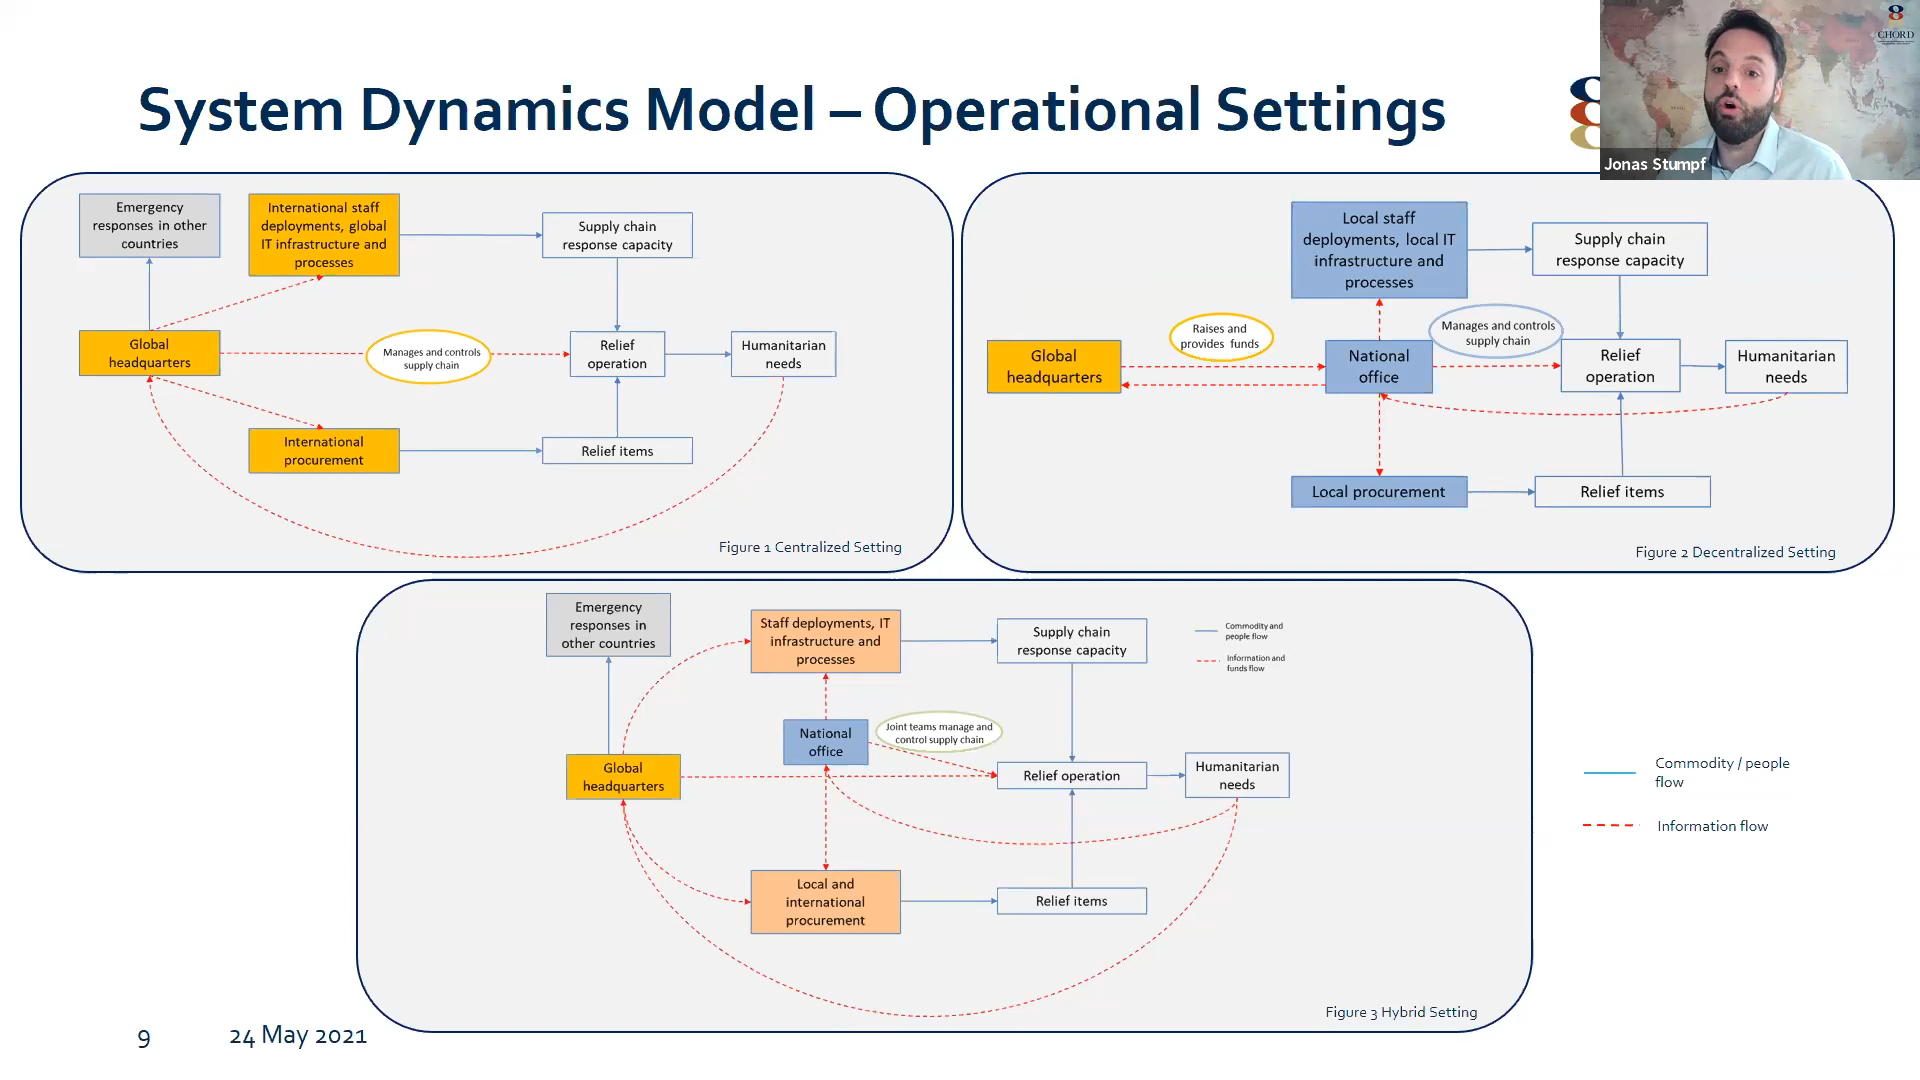 System Dynamics Model – Operational Settings
8
CHORD
Jonas Stumpf
Emergency
responses in other
countries
International staff
deployments, global
IT infrastructure and
processes
Supply chain
response capacity
Global
headquarters
Manages and controls
supply chain
Relief
operation
Humanitarian
needs
International
procurement
Relief items
Figure 1 Centralized Setting
Local staff
deployments, local IT
infrastructure and
processes
Supply chain
response capacity
Raises and
provides funds
Manages and controls
supply chain
Global
headquarters
National
office
Relief
operation
Humanitarian
needs
Local procurement
Relief items
Figure 2 Decentralized Setting
Emergency
responses in
other countries
Staff deployments, IT
infrastructure and
processes
Supply chain
response capacity
Commodity and
people flow
Information and
funds flow
National
office
Joint teams manage and
control supply chain
Global
headquarters
Relief operation
Humanitarian
needs
Local and
international
procurement
Relief items
Figure 3 Hybrid Setting
Commodity / people
flow
Information flow
9
24 May 2021